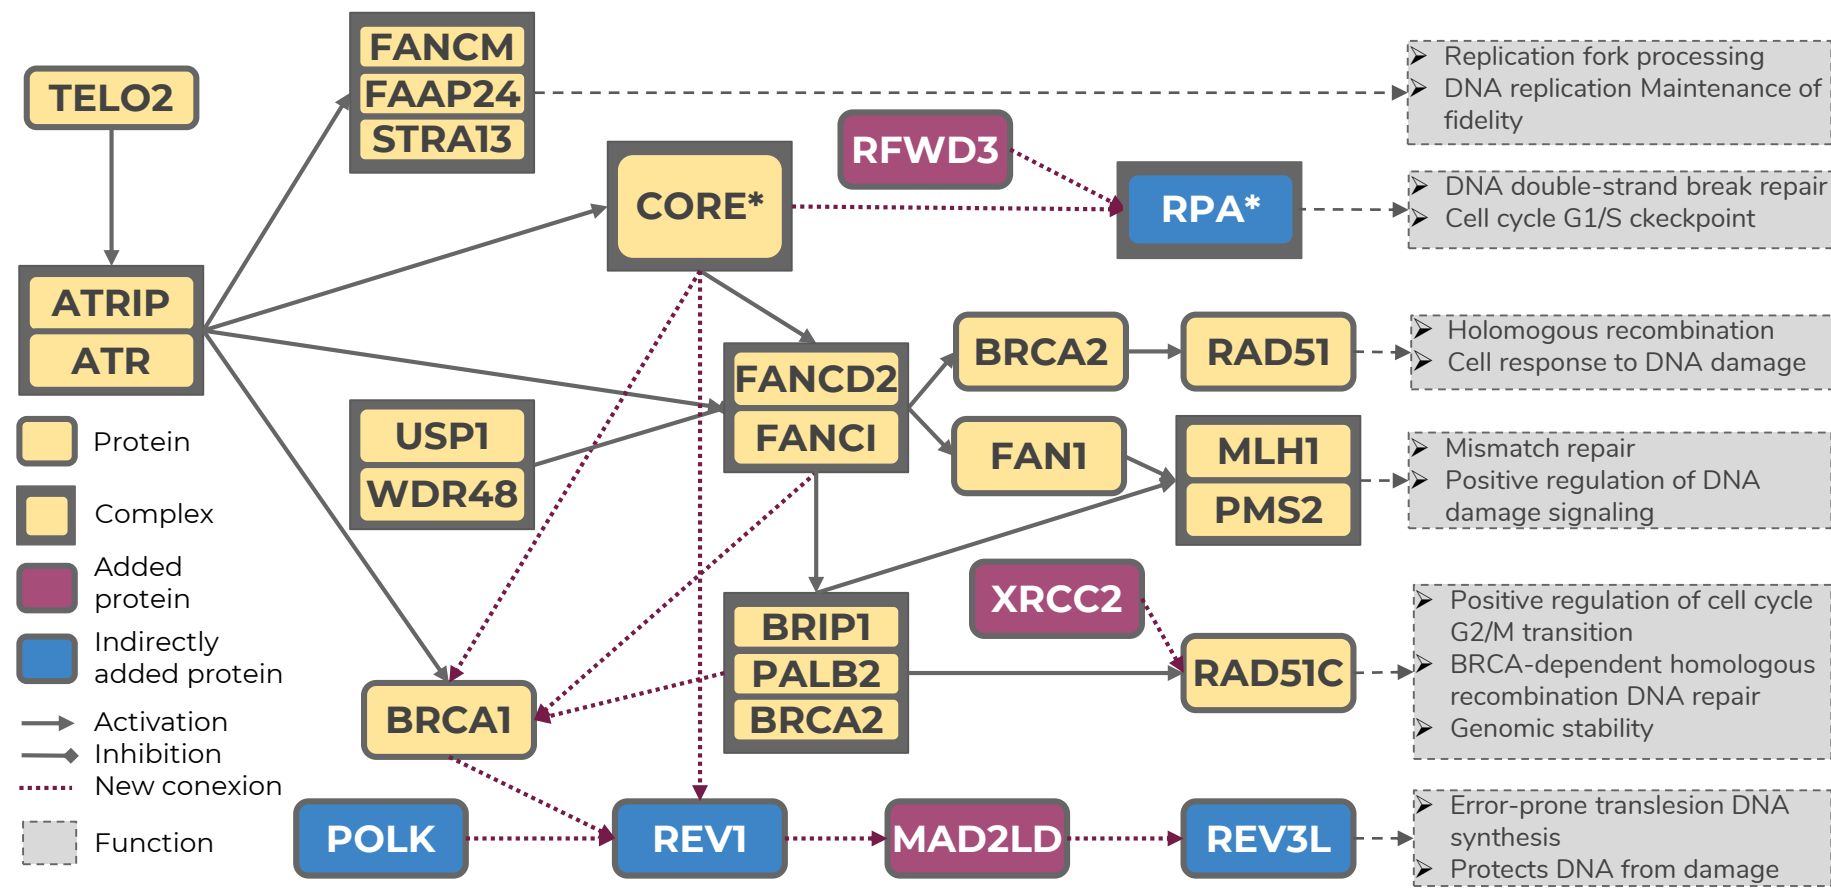 FANCM
FAAP24
STRA13
TELO2
Replication fork processing
DNA replication Maintenance of
fidelity
RFWD3
CORE*
RPA*
DNA double-strand break repair
Cell cycle G1/S ckeckpoint
ATRIP
ATR
BRCA2
RAD51
Holomogous recombination
Cell response to DNA damage
FANCD2
FANCI
USP1
WDR48
FAN1
MLH1
PMS2
Mismatch repair
Positive regulation of DNA
damage signaling
Protein
Complex
Added
protein
Indirectly
added protein
Activation
Inhibition
New conexion
Function
XRCC2
BRIP1
PALB2
BRCA2
RAD51C
Positive regulation of cell cycle
G2/M transition
BRCA-dependent homologous
recombination DNA repair
Genomic stability
BRCA1
POLK
REV1
MAD2LD
REV3L
Error-prone translesion DNA
synthesis
Protects DNA from damage